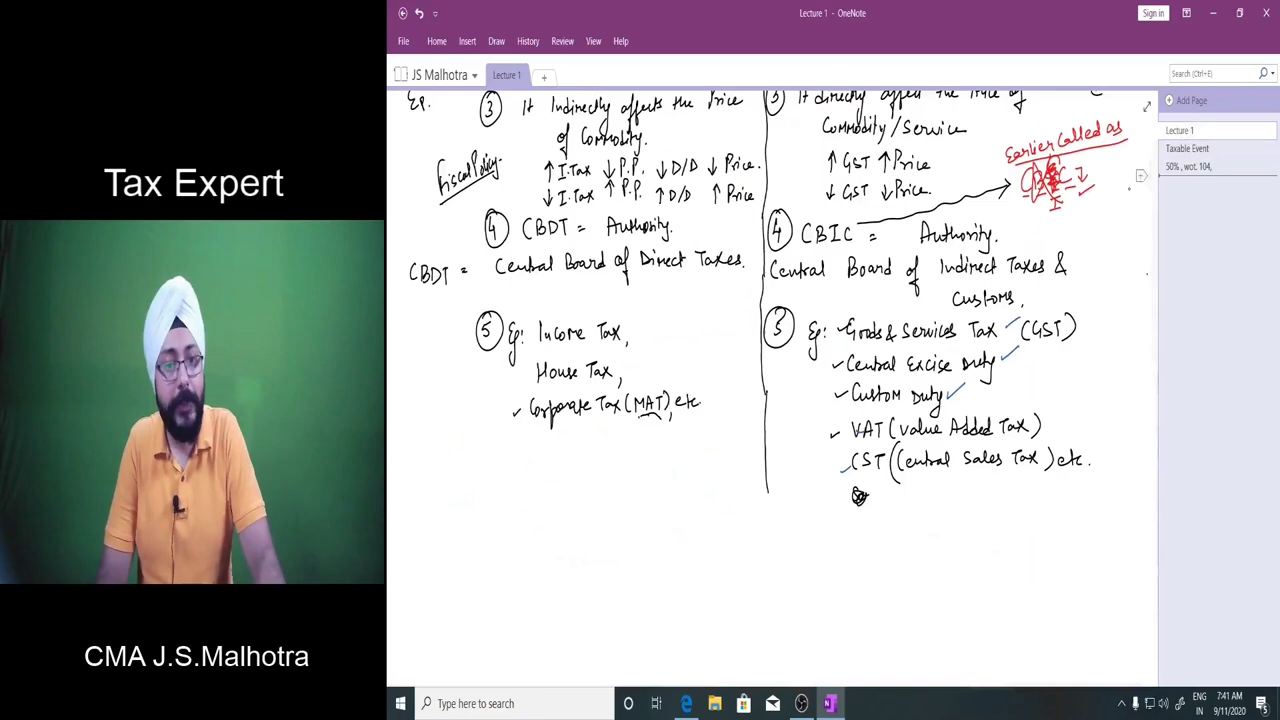 Lecture 1 - OneNote
Sign in
File Home Insert Draw History Review View Help
JS Malhotra
Lecture 1
Search (Ctrl+E)
Add Page
Lecture 1
Taxable Event
50% , wot. 104,
Tax Expert
CMA J.S.Malhotra
Eg.
③ It Indirectly affects the Price
of Commodity.
Fiscal Policy
↑ I.Tax ↓ P.P. ↓ D/D ↓ Price.
↓ I.Tax ↑ P.P. ↑ D/D ↑ Price
④ CBDT = Authority.
CBDT = Central Board of Direct Taxes.
⑤ Eg: Income Tax,
House Tax,
✓ Corporate Tax (MAT), etc.
③ It directly affect the Price of
Commodity/Service
↑ GST ↑ Price
↓ GST ↓ Price.
Earlier Called as
④ CBIC = Authority.
Central Board of Indirect Taxes &
Customs.
⑤ Eg: ✓ Goods & Services Tax ✓ (GST)
✓ Central Excise Duty ✓
✓ Custom Duty ✓
✓ VAT (Value Added Tax)
✓ CST (Central Sales Tax) etc.
Type here to search
ENG
IN
7:41 AM
9/11/2020